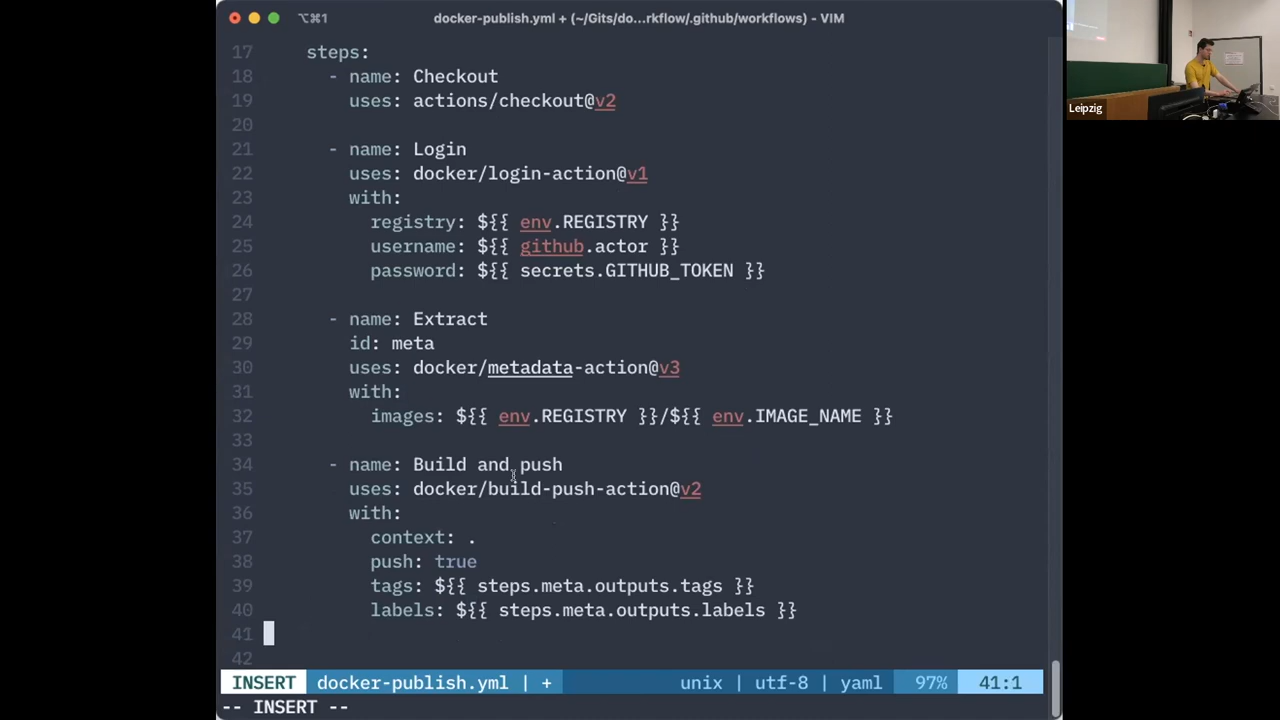 ⌥⌘1
docker-publish.yml + (~/Gits/do...rkflow/.github/workflows) - VIM
17 steps:
18 - name: Checkout
19 uses: actions/checkout@v2
20
21 - name: Login
22 uses: docker/login-action@v1
23 with:
24 registry: ${{ env.REGISTRY }}
25 username: ${{ github.actor }}
26 password: ${{ secrets.GITHUB_TOKEN }}
27
28 - name: Extract
29 id: meta
30 uses: docker/metadata-action@v3
31 with:
32 images: ${{ env.REGISTRY }}/${{ env.IMAGE_NAME }}
33
34 - name: Build and push
35 uses: docker/build-push-action@v2
36 with:
37 context: .
38 push: true
39 tags: ${{ steps.meta.outputs.tags }}
40 labels: ${{ steps.meta.outputs.labels }}
41
42
INSERT docker-publish.yml | + unix | utf-8 | yaml 97% 41:1
-- INSERT --
Leipzig